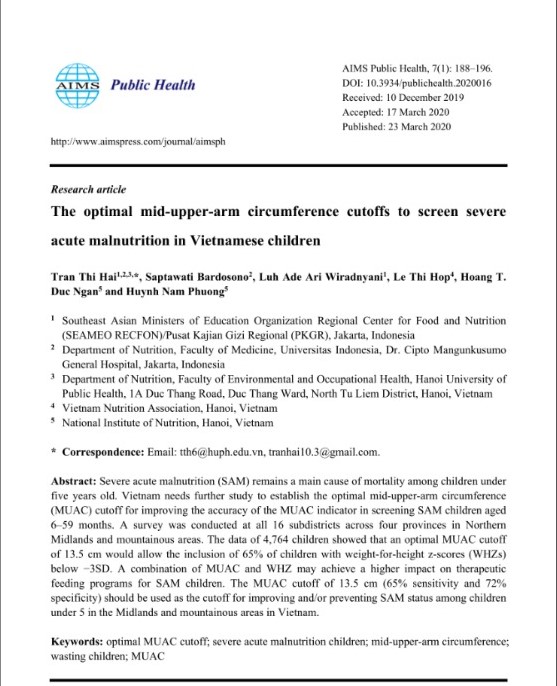 AIMS Public Health, 7(1): 188–196.
DOI: 10.3934/publichealth.2020016
Received: 10 December 2019
Accepted: 17 March 2020
Published: 23 March 2020
AIMS
Public Health
http://www.aimspress.com/journal/aimsph
Research article
The optimal mid-upper-arm circumference cutoffs to screen severe
acute malnutrition in Vietnamese children
Tran Thi Hai1,2,3,*, Saptawati Bardosono2, Luh Ade Ari Wiradnyani1, Le Thi Hop4, Hoang T.
Duc Ngan5 and Huynh Nam Phuong5
1 Southeast Asian Ministers of Education Organization Regional Center for Food and Nutrition
(SEAMEO RECFON)/Pusat Kajian Gizi Regional (PKGR), Jakarta, Indonesia
2 Department of Nutrition, Faculty of Medicine, Universitas Indonesia, Dr. Cipto Mangunkusumo
General Hospital, Jakarta, Indonesia
3 Department of Nutrition, Faculty of Environmental and Occupational Health, Hanoi University of
Public Health, 1A Duc Thang Road, Duc Thang Ward, North Tu Liem District, Hanoi, Vietnam
4 Vietnam Nutrition Association, Hanoi, Vietnam
5 National Institute of Nutrition, Hanoi, Vietnam
* Correspondence: Email: tth6@huph.edu.vn, tranhai10.3@gmail.com.
Abstract: Severe acute malnutrition (SAM) remains a main cause of mortality among children under
five years old. Vietnam needs further study to establish the optimal mid-upper-arm circumference
(MUAC) cutoff for improving the accuracy of the MUAC indicator in screening SAM children aged
6–59 months. A survey was conducted at all 16 subdistricts across four provinces in Northern
Midlands and mountainous areas. The data of 4,764 children showed that an optimal MUAC cutoff
of 13.5 cm would allow the inclusion of 65% of children with weight-for-height z-scores (WHZs)
below −3SD. A combination of MUAC and WHZ may achieve a higher impact on therapeutic
feeding programs for SAM children. The MUAC cutoff of 13.5 cm (65% sensitivity and 72%
specificity) should be used as the cutoff for improving and/or preventing SAM status among children
under 5 in the Midlands and mountainous areas in Vietnam.
Keywords: optimal MUAC cutoff; severe acute malnutrition children; mid-upper-arm circumference;
wasting children; MUAC